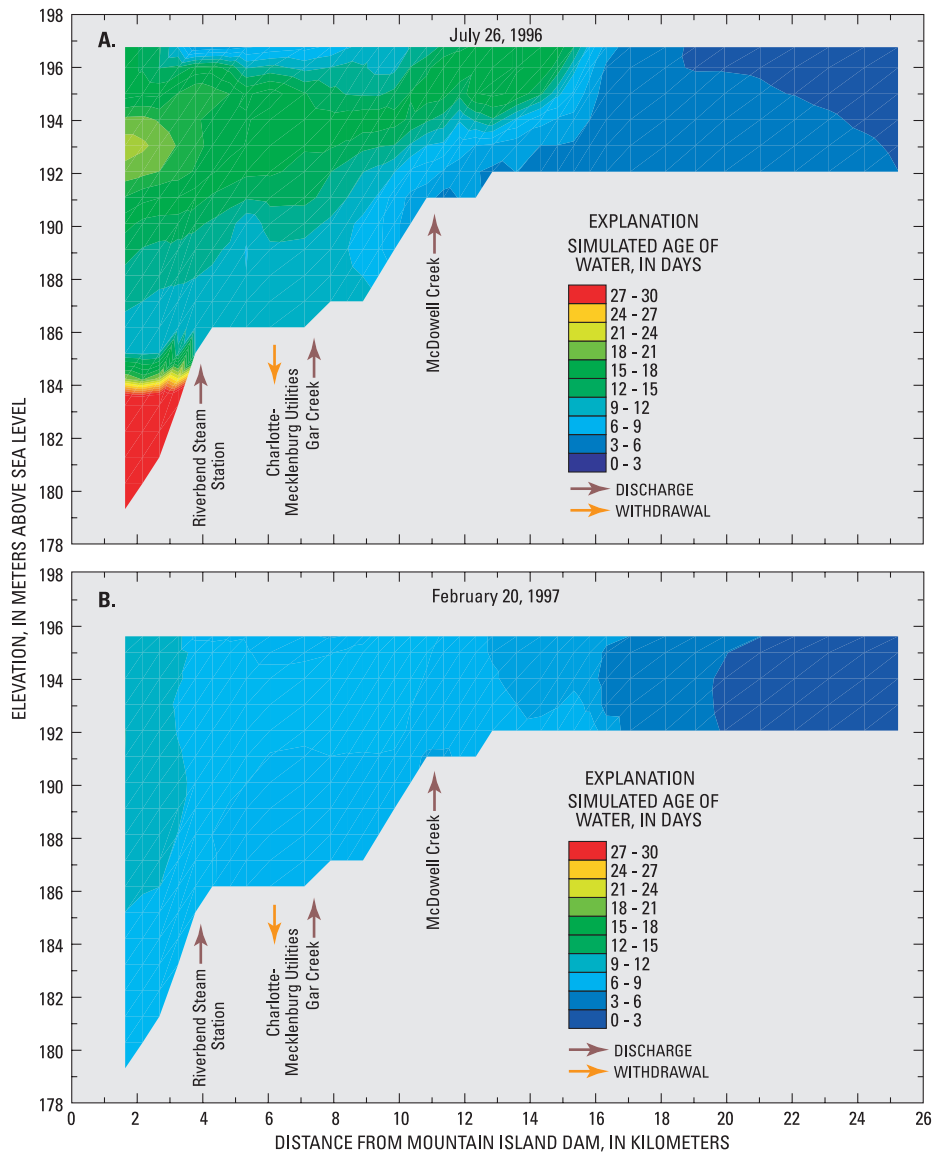 A.
July 26, 1996
198
196
194
192
190
188
186
184
182
180
178
EXPLANATION
SIMULATED AGE OF
WATER, IN DAYS
27 - 30
24 - 27
21 - 24
18 - 21
15 - 18
12 - 15
9 - 12
6 - 9
3 - 6
0 - 3
DISCHARGE
WITHDRAWAL
Riverbend Steam
Station
Charlotte-
Mecklenburg Utilities
Gar Creek
McDowell Creek
ELEVATION, IN METERS ABOVE SEA LEVEL
B.
February 20, 1997
198
196
194
192
190
188
186
184
182
180
178
EXPLANATION
SIMULATED AGE OF
WATER, IN DAYS
27 - 30
24 - 27
21 - 24
18 - 21
15 - 18
12 - 15
9 - 12
6 - 9
3 - 6
0 - 3
DISCHARGE
WITHDRAWAL
Riverbend Steam
Station
Charlotte-
Mecklenburg Utilities
Gar Creek
McDowell Creek
0 2 4 6 8 10 12 14 16 18 20 22 24 26
DISTANCE FROM MOUNTAIN ISLAND DAM, IN KILOMETERS